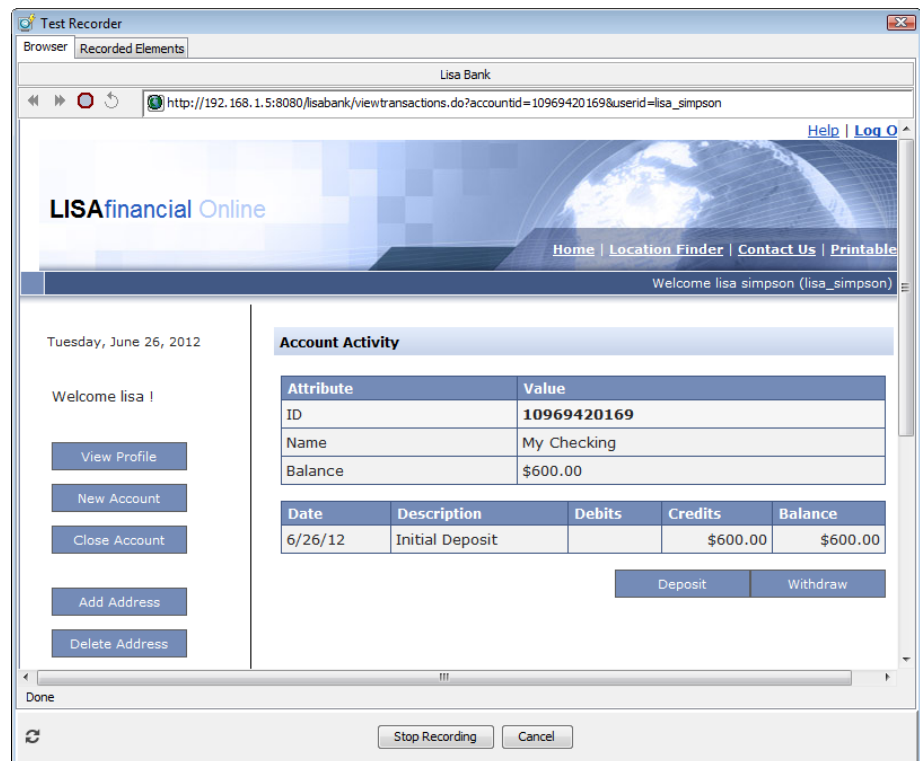 Test Recorder
Browser Recorded Elements
Lisa Bank
http://192.168.1.5:8080/lisabank/viewtransactions.do?accountid=10969420169&userid=lisa_simpson
Help | Log O
LISAfinancial Online
Home | Location Finder | Contact Us | Printable
Welcome lisa simpson (lisa_simpson)
Tuesday, June 26, 2012
Account Activity
Welcome lisa !
Attribute Value
ID 10969420169
Name My Checking
Balance $600.00
View Profile
New Account
Close Account
Add Address
Delete Address
Date Description Debits Credits Balance
6/26/12 Initial Deposit $600.00 $600.00
Deposit Withdraw
Done
Stop Recording Cancel